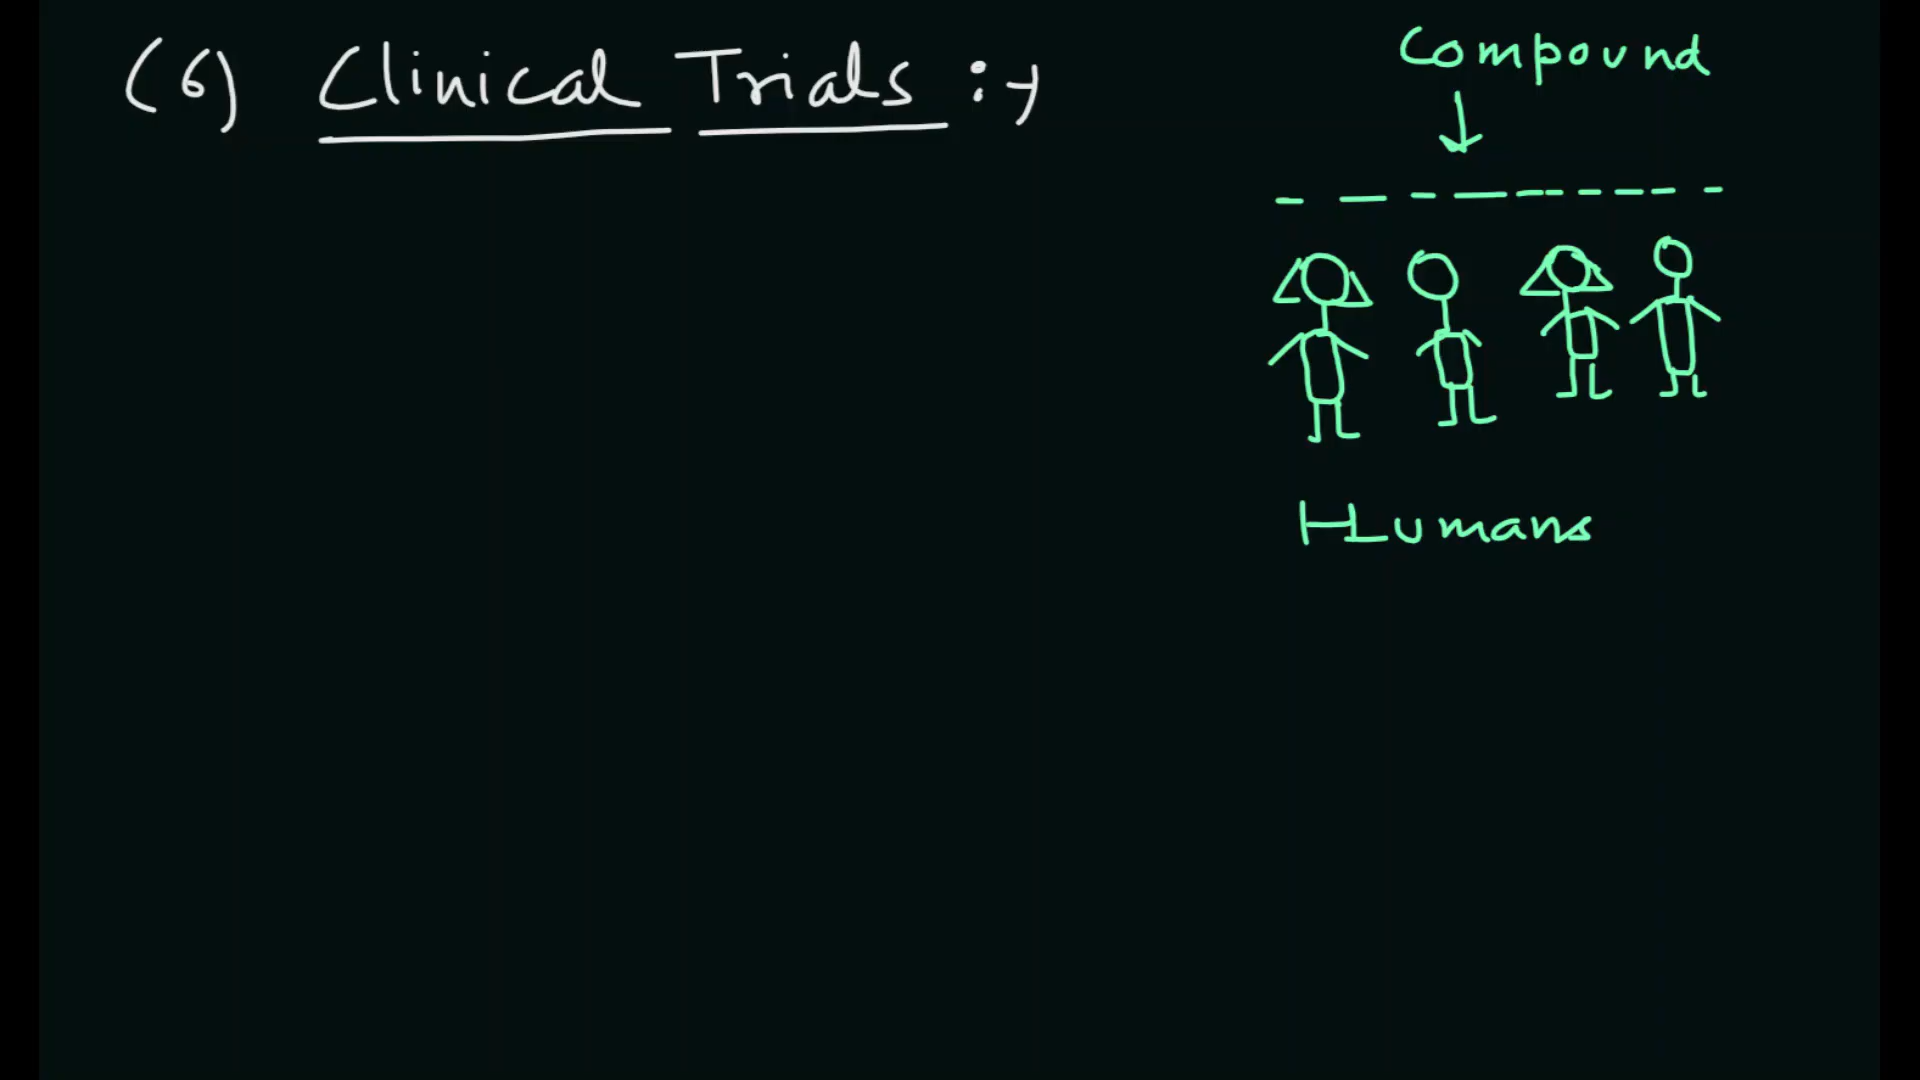 (6) Clinical Trials :→
Compound
Humans